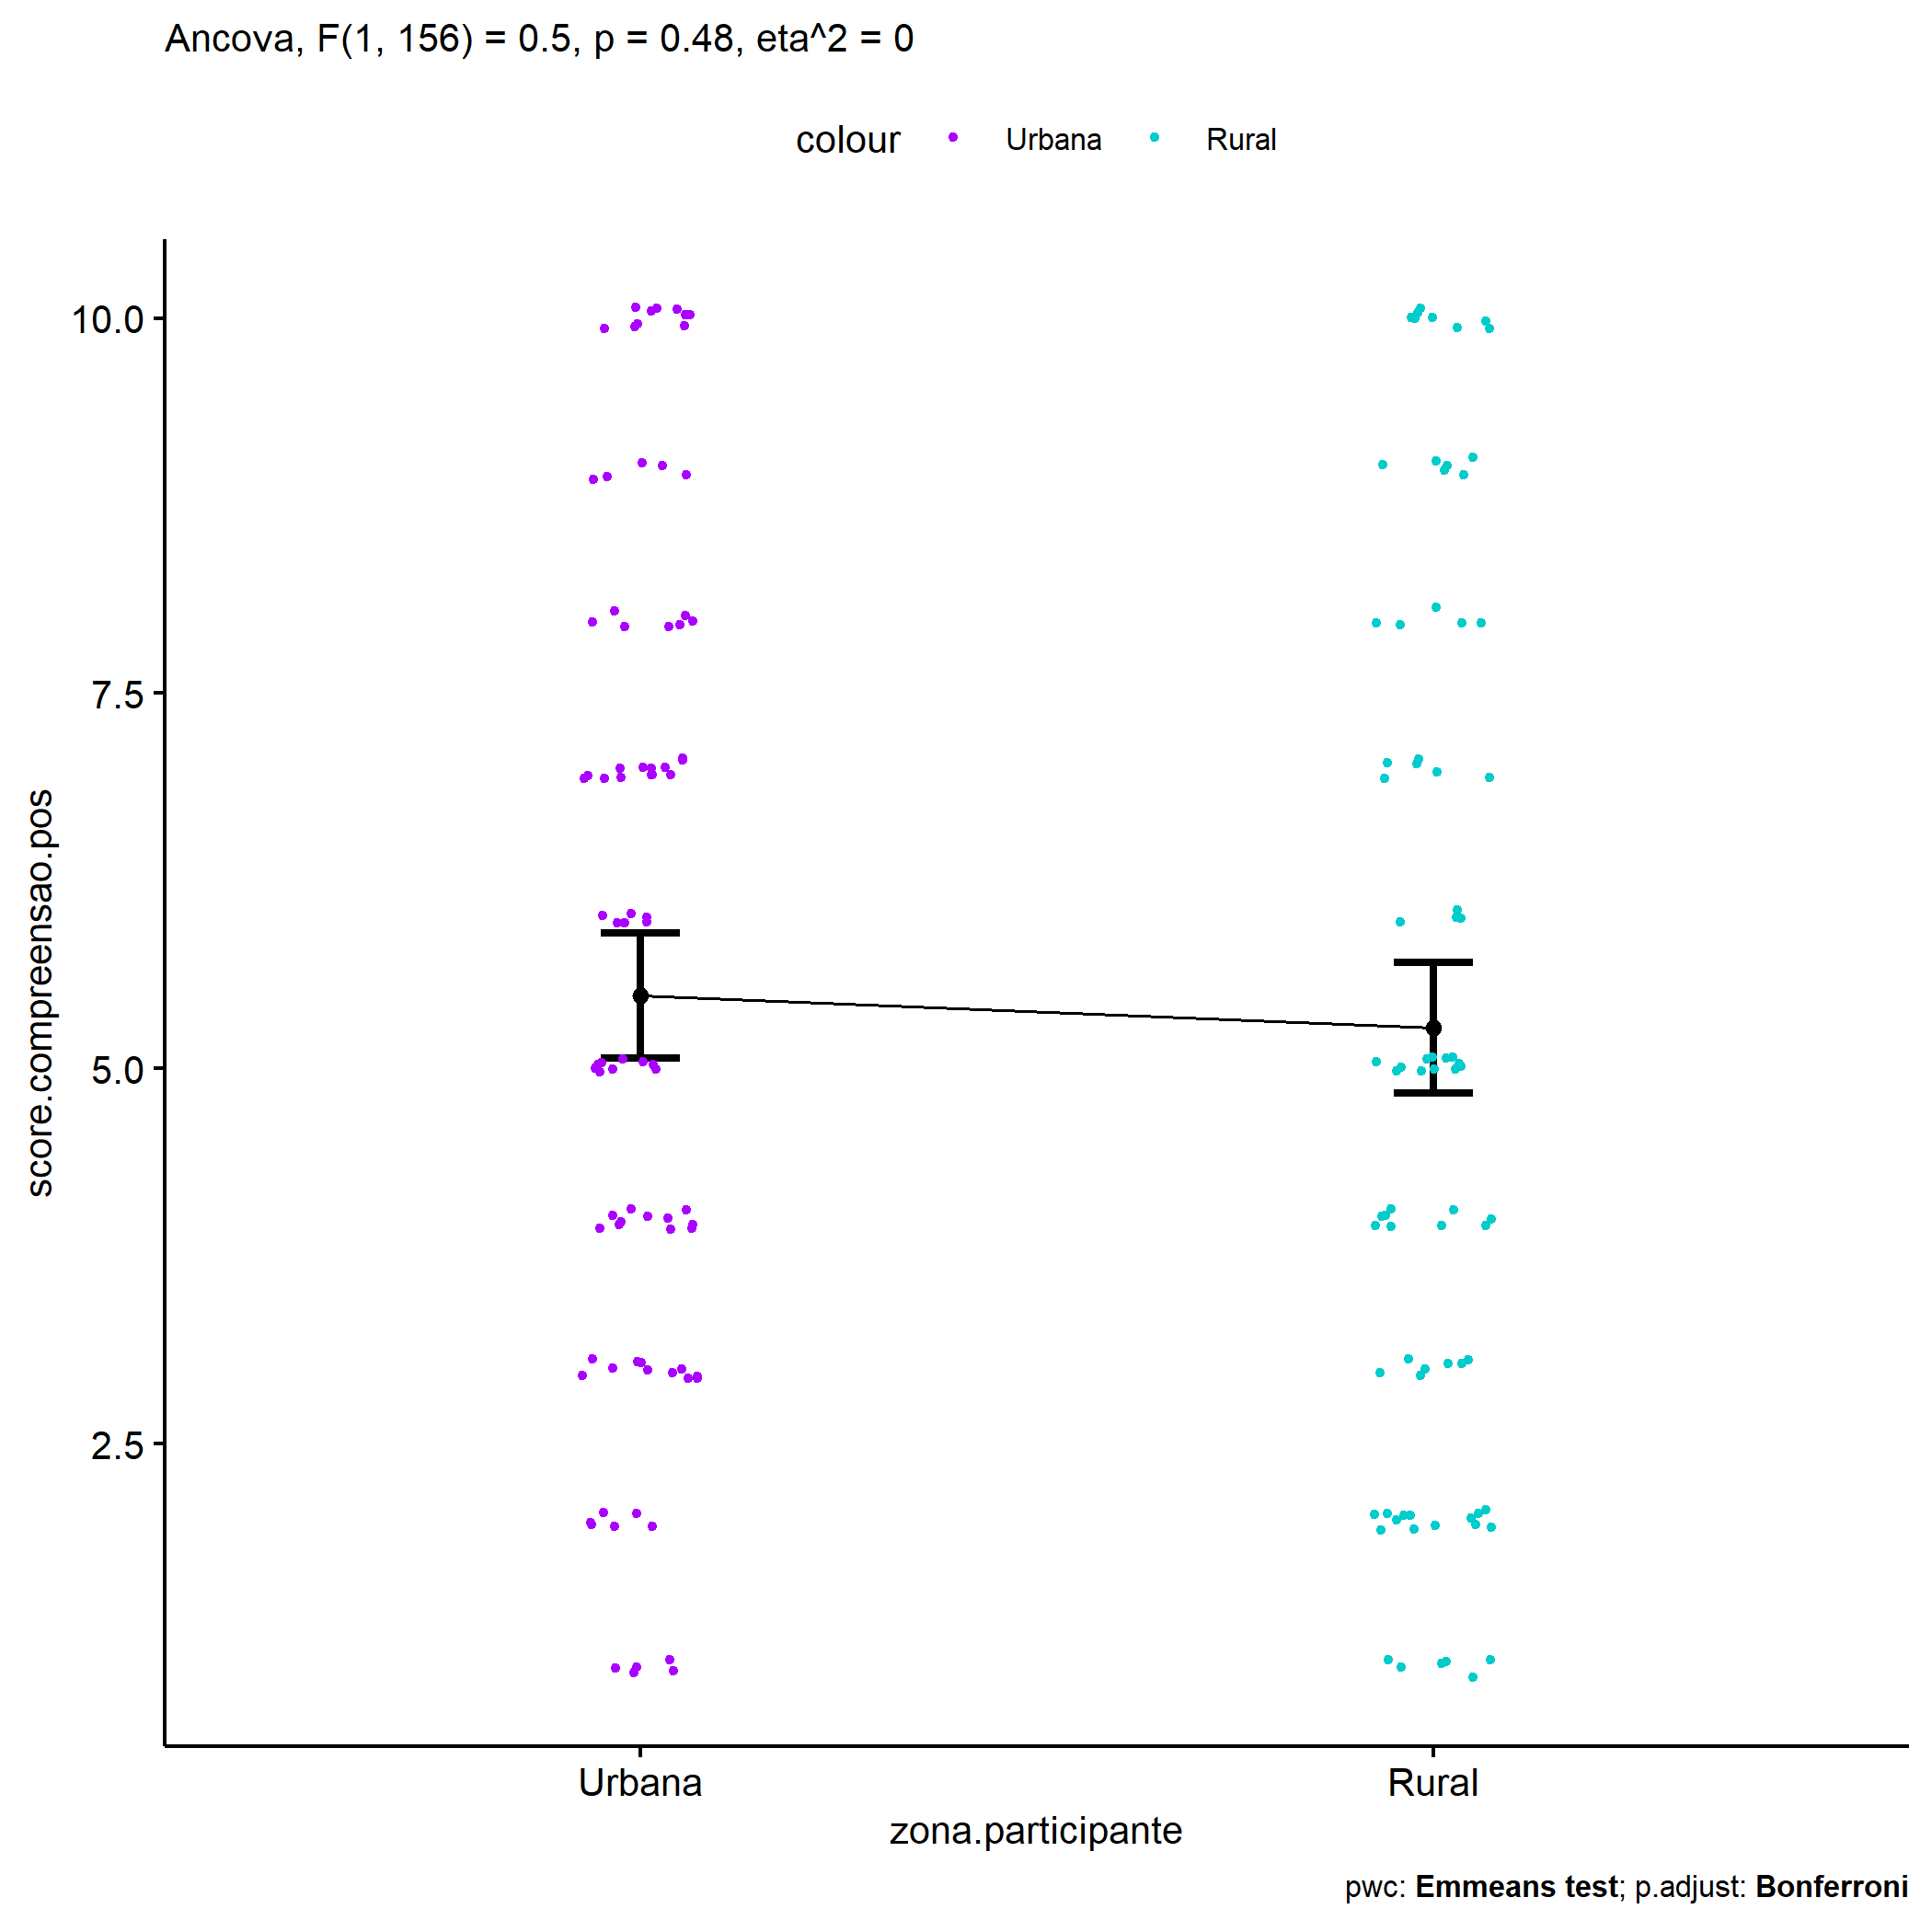 Ancova, F(1, 156) = 0.5, p = 0.48, eta^2 = 0
colour Urbana Rural
10.0
7.5
5.0
2.5
score.compreensao.pos
Urbana Rural
zona.participante
pwc: Emmeans test; p.adjust: Bonferroni